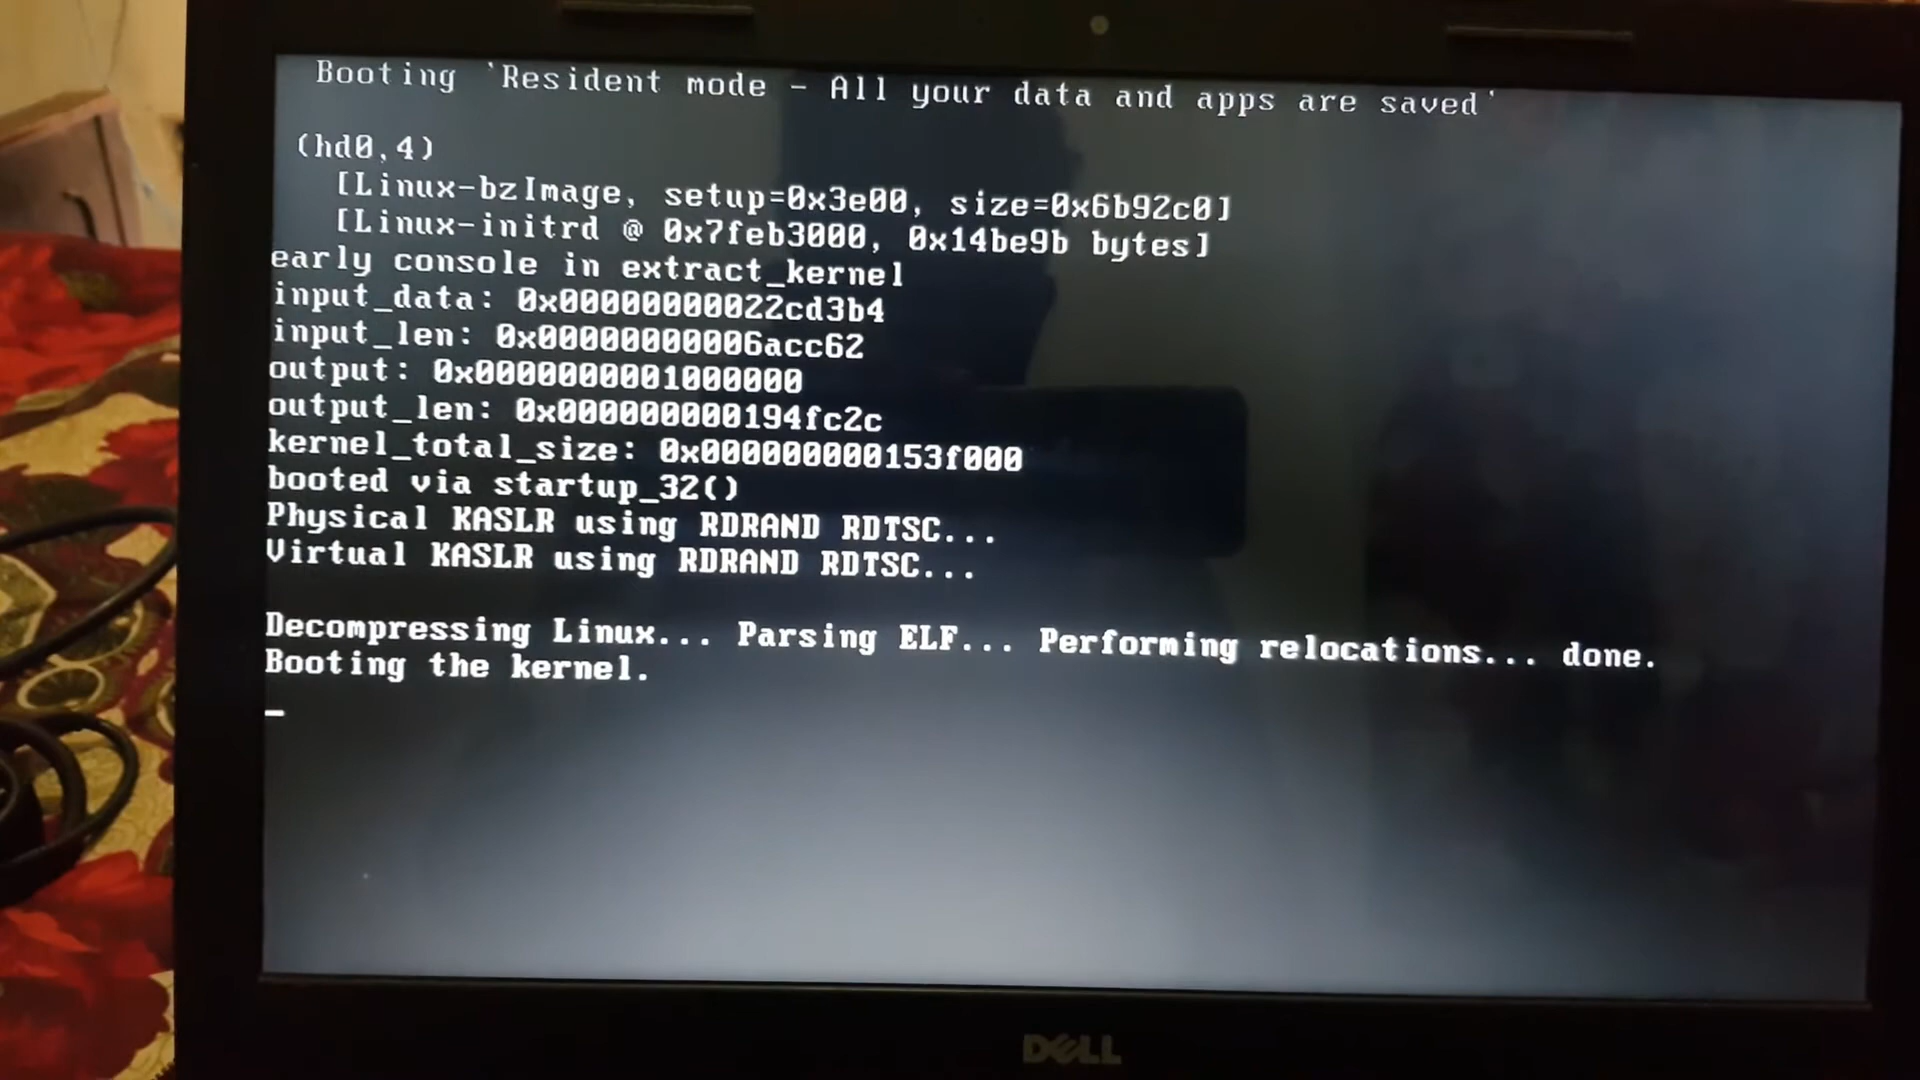 Booting `Resident mode - All your data and apps are saved'
(hd0,4)
[Linux-bzImage, setup=0x3e00, size=0x6b92c0]
[Linux-initrd @ 0x7feb3000, 0x14be9b bytes]
early console in extract_kernel
input_data: 0x00000000022cd3b4
input_len: 0x00000000006acc62
output: 0x0000000001000000
output_len: 0x000000000194fc2c
kernel_total_size: 0x000000000153f000
booted via startup_32()
Physical KASLR using RDRAND RDTSC...
Virtual KASLR using RDRAND RDTSC...
Decompressing Linux... Parsing ELF... Performing relocations... done.
Booting the kernel.
DELL